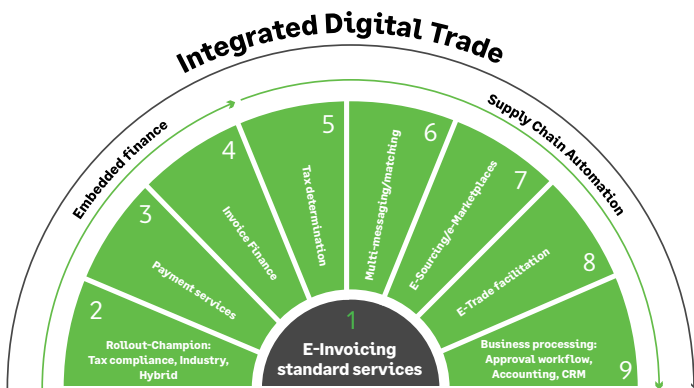 Integrated Digital Trade
Embedded finance
Supply Chain Automation
1
E-Invoicing
standard services
2
Rollout-Champion:
Tax compliance, Industry,
Hybrid
3
Payment services
4
Invoice Finance
5
Tax determination
6
Multi-messaging/matching
7
E-Sourcing/e-Marketplaces
8
E-Trade facilitation
9
Business processing:
Approval workflow,
Accounting, CRM